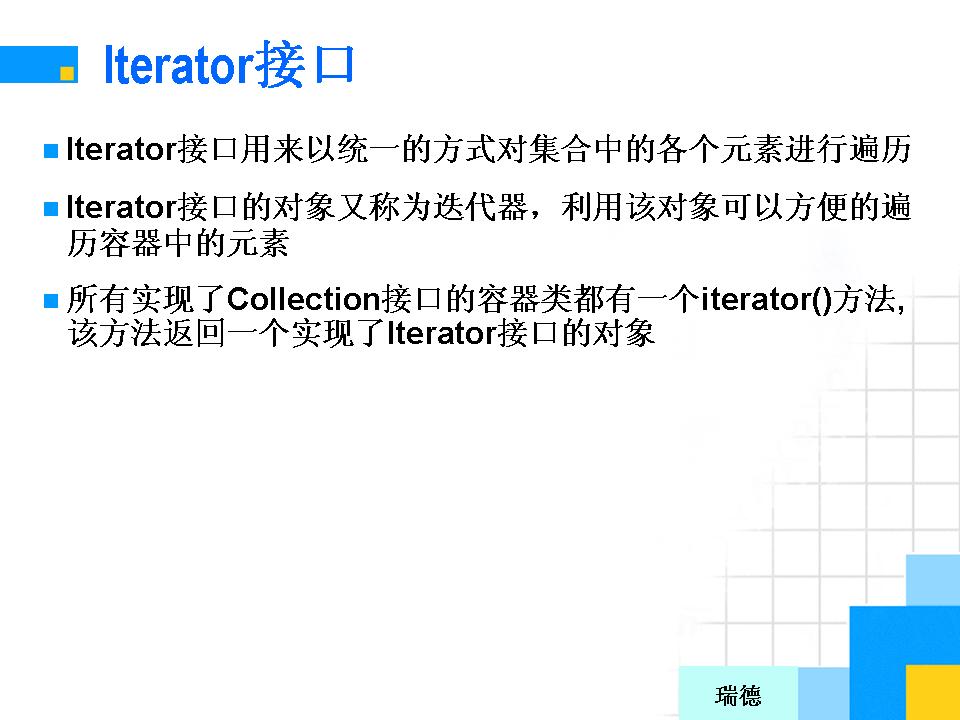 Iterator接口
Iterator接口用来以统一的方式对集合中的各个元素进行遍历
Iterator接口的对象又称为迭代器，利用该对象可以方便的遍
历容器中的元素
所有实现了Collection接口的容器类都有一个iterator()方法,
该方法返回一个实现了Iterator接口的对象
瑞德